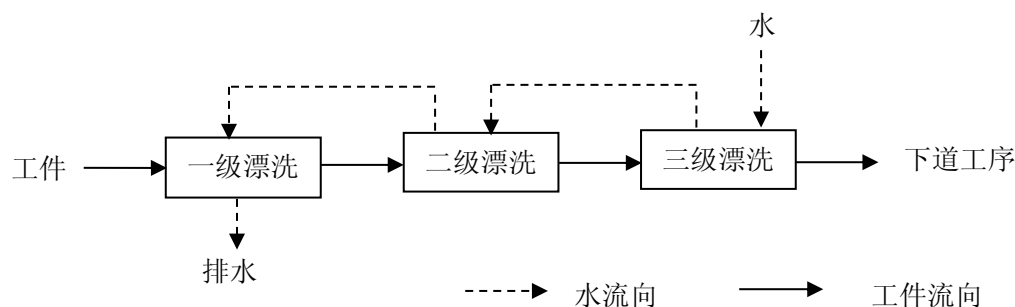 水
工件
一级漂洗
二级漂洗
三级漂洗
下道工序
排水
水流向
工件流向